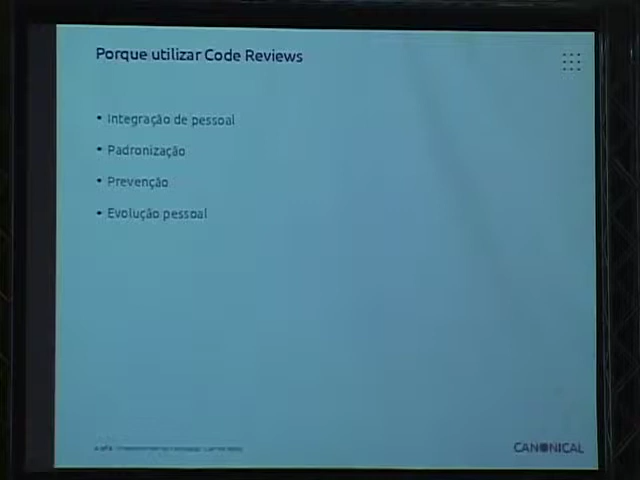 Porque utilizar Code Reviews
• Integração de pessoal
• Padronização
• Prevenção
• Evolução pessoal
CANONICAL